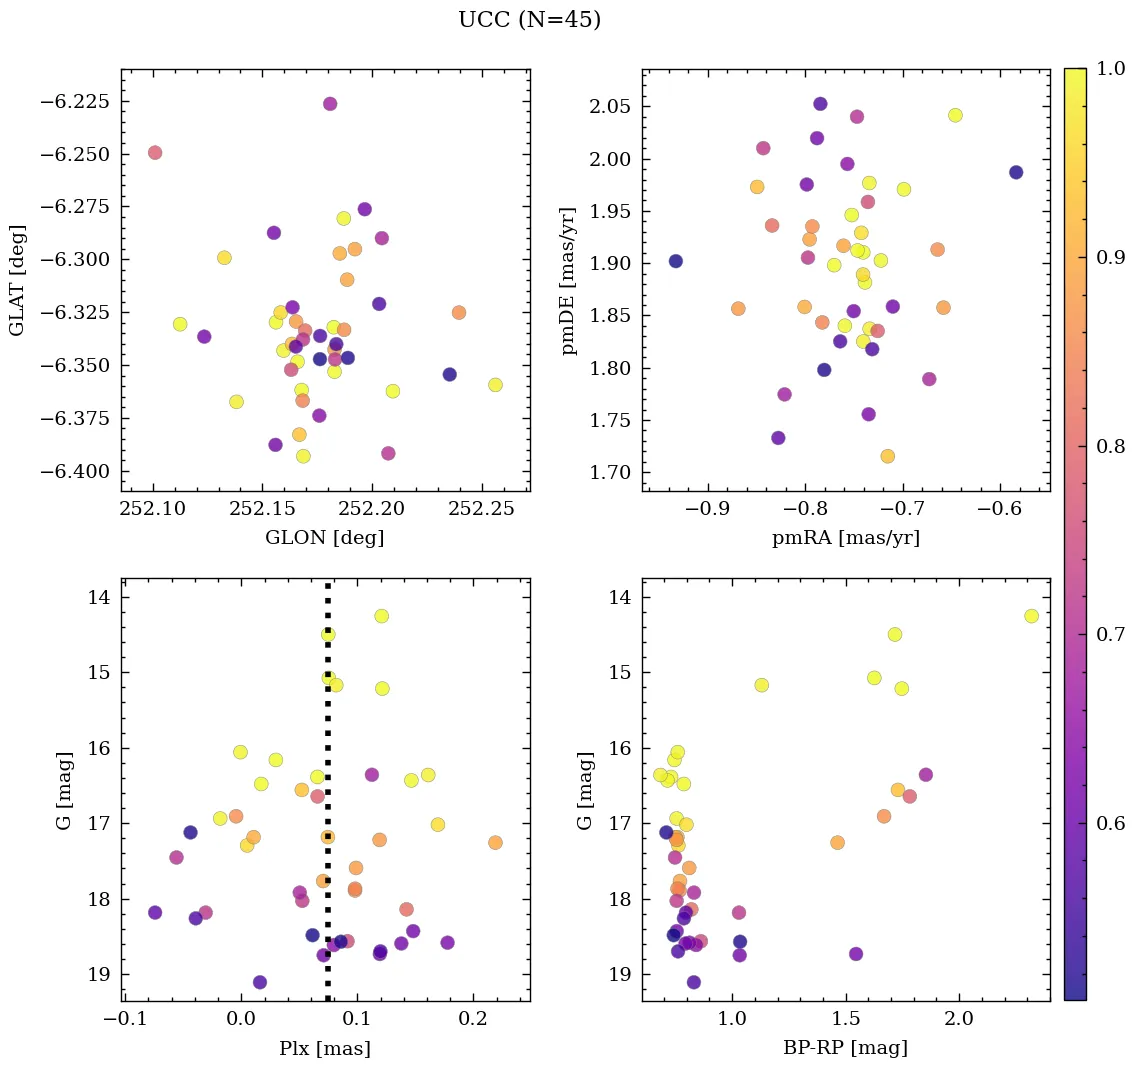 UCC (N=45)
−6.225
−6.250
−6.275
−6.300
−6.325
−6.350
−6.375
−6.400
GLAT [deg]
252.10 252.15 252.20 252.25
GLON [deg]
2.05
2.00
1.95
1.90
1.85
1.80
1.75
1.70
pmDE [mas/yr]
−0.9 −0.8 −0.7 −0.6
pmRA [mas/yr]
1.0
0.9
0.8
0.7
0.6
14
15
16
17
18
19
G [mag]
−0.1 0.0 0.1 0.2
Plx [mas]
14
15
16
17
18
19
G [mag]
1.0 1.5 2.0
BP-RP [mag]